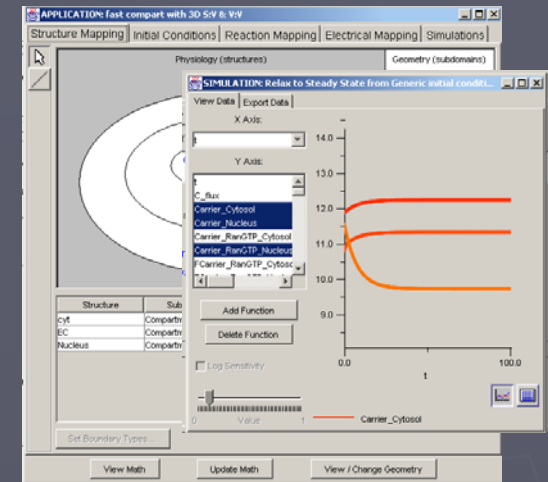 APPLICATION: fast compart with 3D S:V & V:V
Structure Mapping Initial Conditions Reaction Mapping Electrical Mapping Simulations
Physiology (structures) Geometry (subdomains)
SIMULATION: Relax to Steady State from Generic initial conditi...
View Data Export Data
X Axis:
t
Y Axis:
t
C_flux
Carrier_Cytosol
Carrier_Nucleus
Carrier_RanGTP_Cytosol
Carrier_RanGTP_Nucleus
FCarrier_RanGTP_Cytosc
Add Function
Delete Function
Log Sensitivity
0 Value 1
14.0
13.0
12.0
11.0
10.0
9.0
0.0 100.0
t
Carrier_Cytosol
Structure Sub
cyt Compartm
EC Compartm
Nucleus Compartm
Set Boundary Types...
View Math Update Math View / Change Geometry